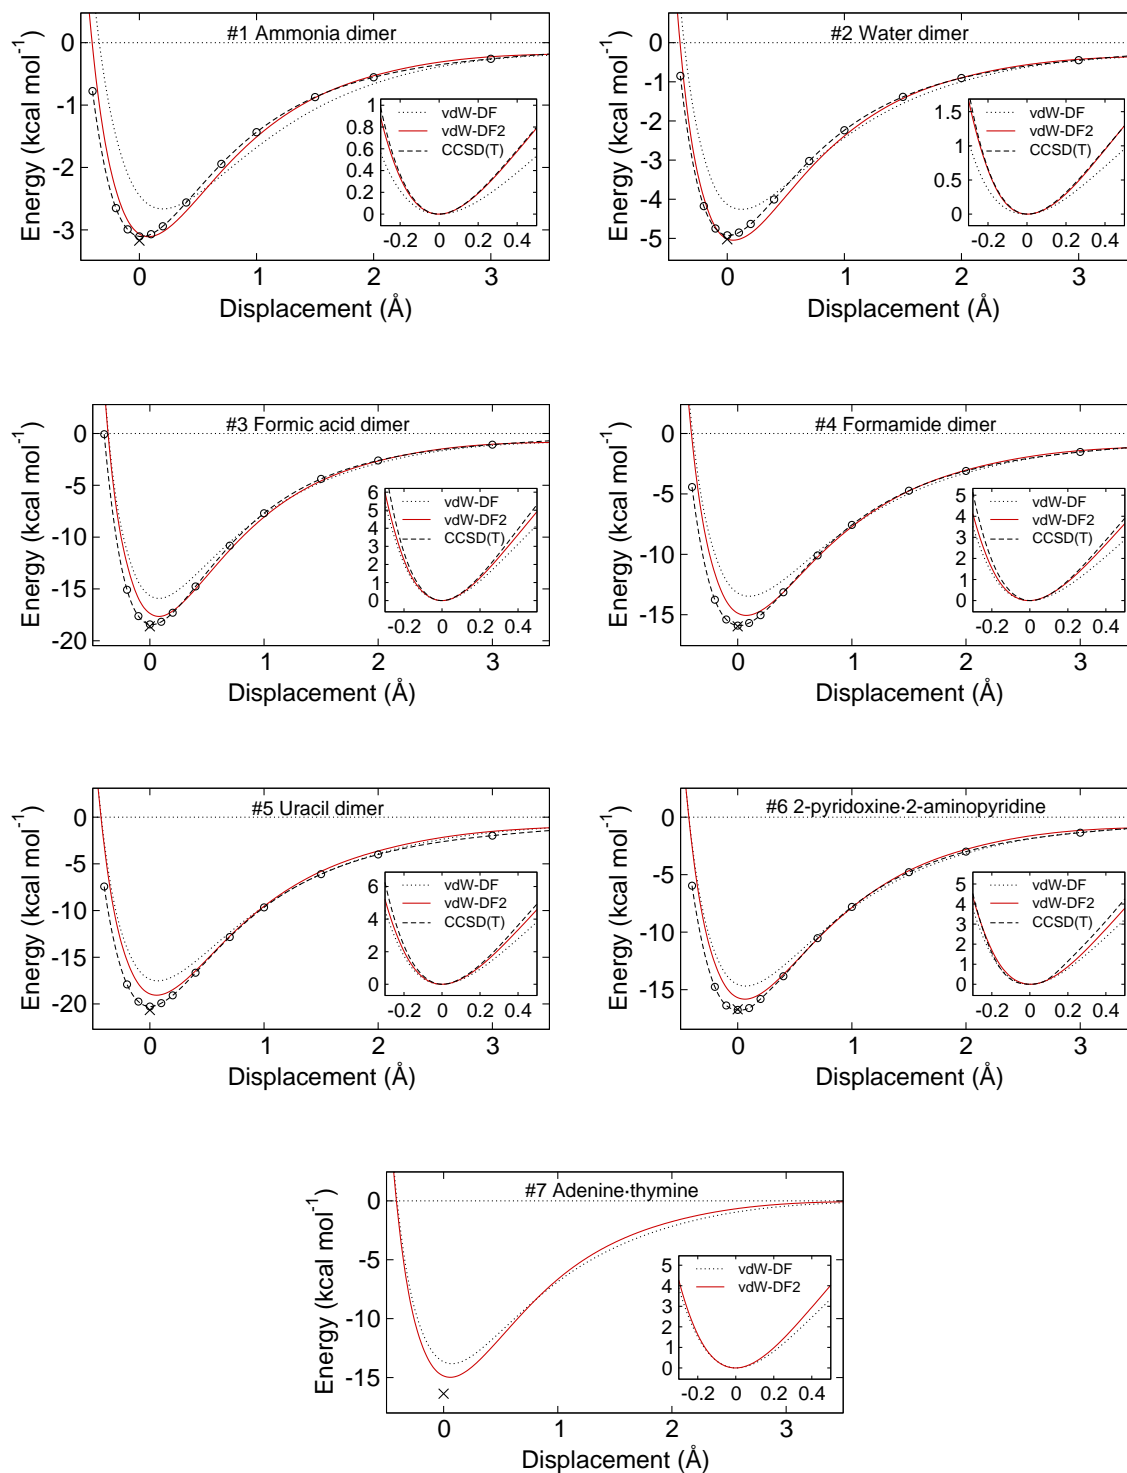 #1 Ammonia dimer
0
-1
-2
-3
Energy (kcal mol⁻¹)
vdW-DF
vdW-DF2
CCSD(T)
1
0.8
0.6
0.4
0.2
0
-0.2 0 0.2 0.4
0 1 2 3
Displacement (Å)
#2 Water dimer
0
-1
-2
-3
-4
-5
Energy (kcal mol⁻¹)
vdW-DF
vdW-DF2
CCSD(T)
1.5
1
0.5
0
-0.2 0 0.2 0.4
0 1 2 3
Displacement (Å)
#3 Formic acid dimer
0
-5
-10
-15
-20
Energy (kcal mol⁻¹)
vdW-DF
vdW-DF2
CCSD(T)
6
5
4
3
2
1
0
-0.2 0 0.2 0.4
0 1 2 3
Displacement (Å)
#4 Formamide dimer
0
-5
-10
-15
Energy (kcal mol⁻¹)
vdW-DF
vdW-DF2
CCSD(T)
5
4
3
2
1
0
-0.2 0 0.2 0.4
0 1 2 3
Displacement (Å)
#5 Uracil dimer
0
-5
-10
-15
-20
Energy (kcal mol⁻¹)
vdW-DF
vdW-DF2
CCSD(T)
6
4
2
0
-0.2 0 0.2 0.4
0 1 2 3
Displacement (Å)
#6 2-pyridoxine·2-aminopyridine
0
-5
-10
-15
Energy (kcal mol⁻¹)
vdW-DF
vdW-DF2
CCSD(T)
5
4
3
2
1
0
-0.2 0 0.2 0.4
0 1 2 3
Displacement (Å)
#7 Adenine·thymine
0
-5
-10
-15
Energy (kcal mol⁻¹)
vdW-DF
vdW-DF2
5
4
3
2
1
0
-0.2 0 0.2 0.4
0 1 2 3
Displacement (Å)